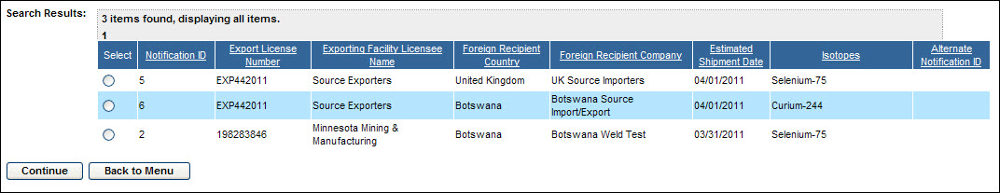 Search Results:
3 items found, displaying all items.
1
Select Notification ID Export License Number Exporting Facility Licensee Name Foreign Recipient Country Foreign Recipient Company Estimated Shipment Date Isotopes Alternate Notification ID
5 EXP442011 Source Exporters United Kingdom UK Source Importers 04/01/2011 Selenium-75
6 EXP442011 Source Exporters Botswana Botswana Source Import/Export 04/01/2011 Curium-244
2 198283846 Minnesota Mining & Manufacturing Botswana Botswana Weld Test 03/31/2011 Selenium-75
Continue Back to Menu